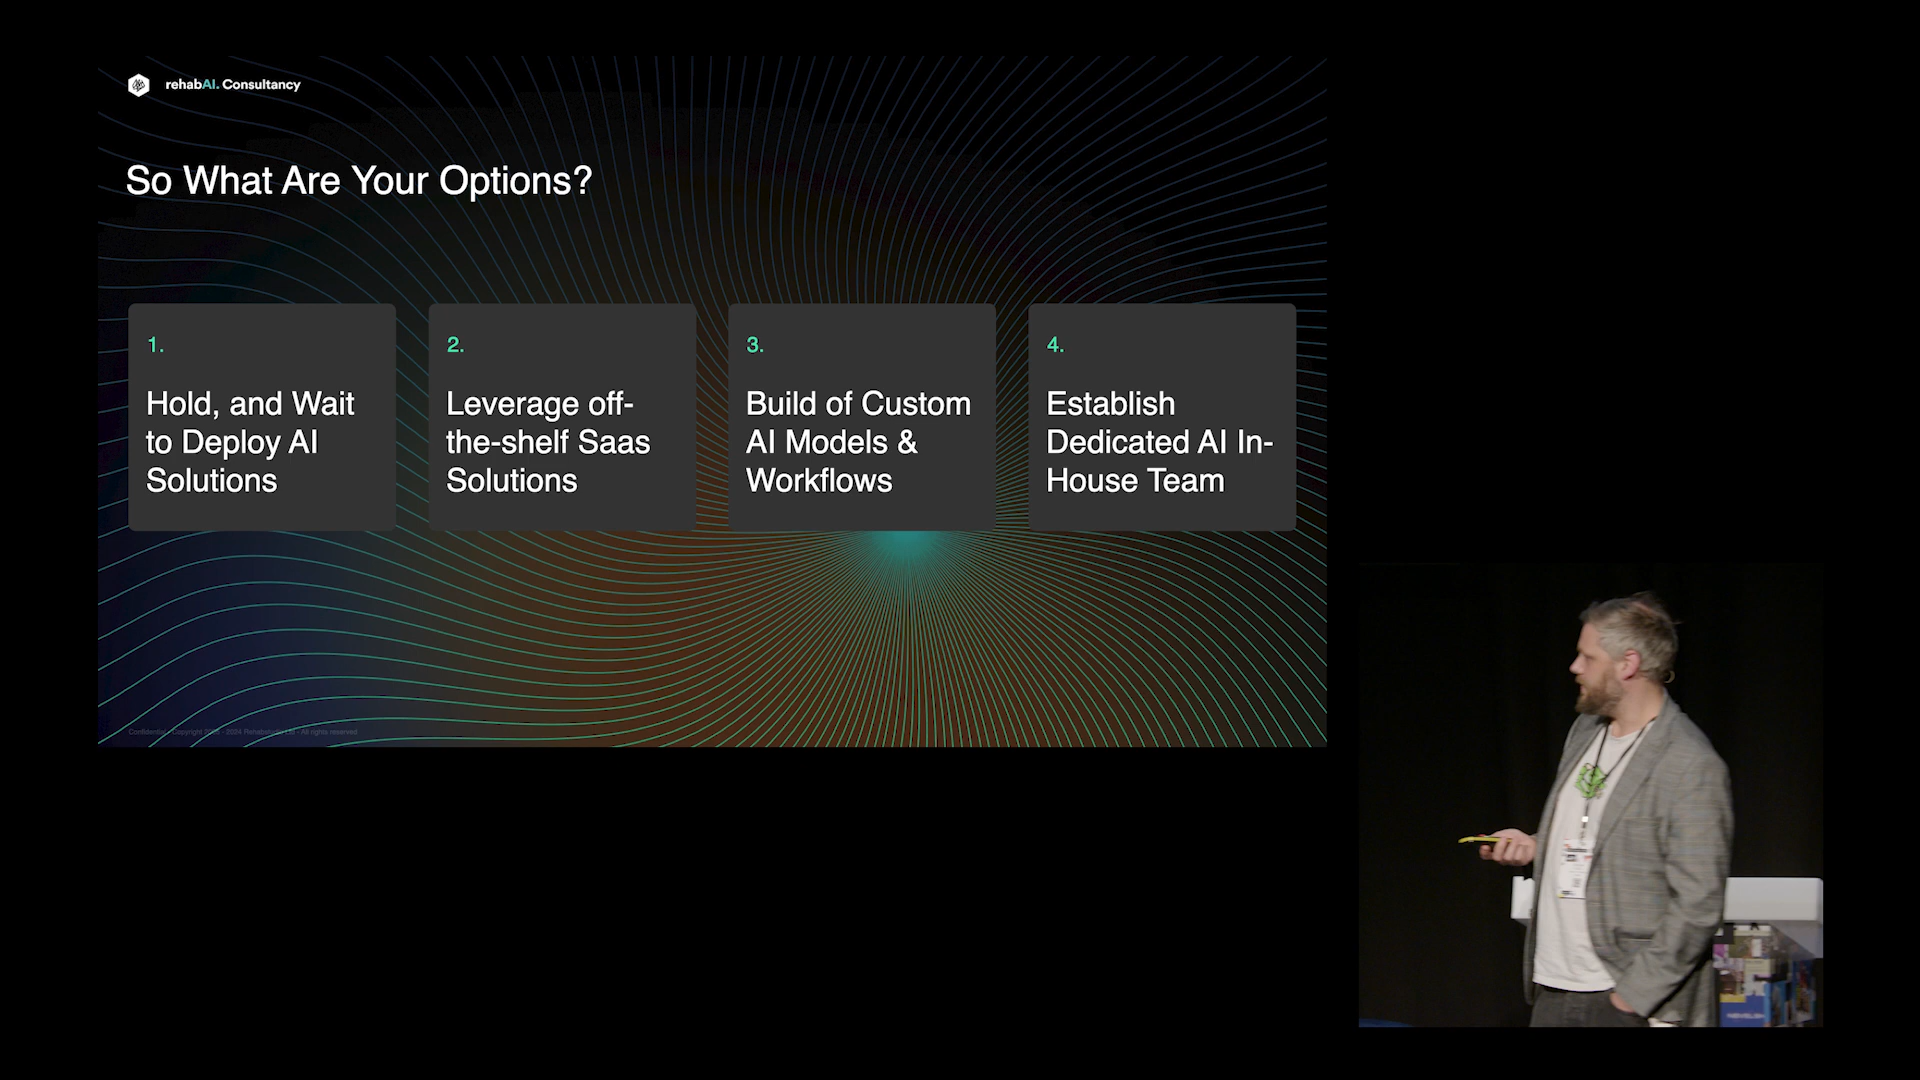 rehabAI. Consultancy
So What Are Your Options?
1.
Hold, and Wait
to Deploy AI
Solutions
2.
Leverage off-
the-shelf Saas
Solutions
3.
Build of Custom
AI Models &
Workflows
4.
Establish
Dedicated AI In-
House Team